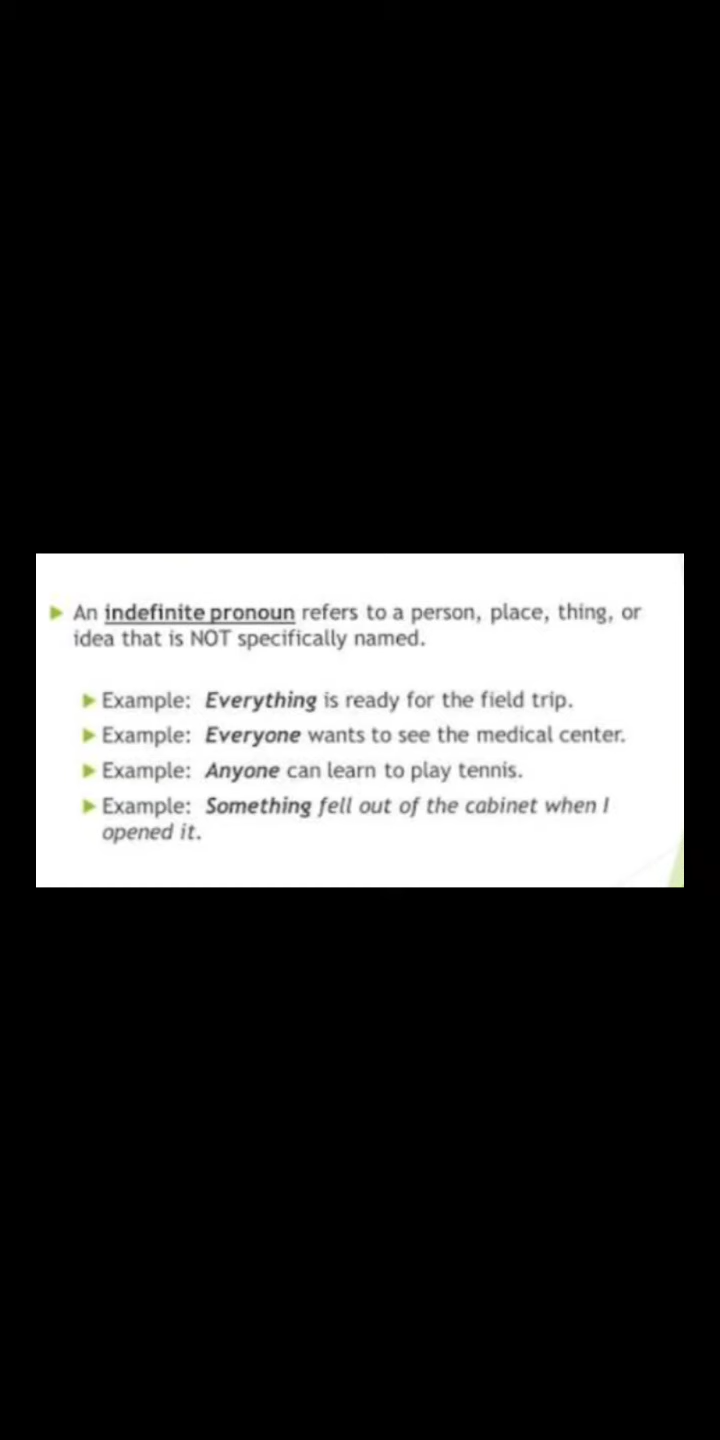 An indefinite pronoun refers to a person, place, thing, or
idea that is NOT specifically named.
Example: Everything is ready for the field trip.
Example: Everyone wants to see the medical center.
Example: Anyone can learn to play tennis.
Example: Something fell out of the cabinet when I
opened it.